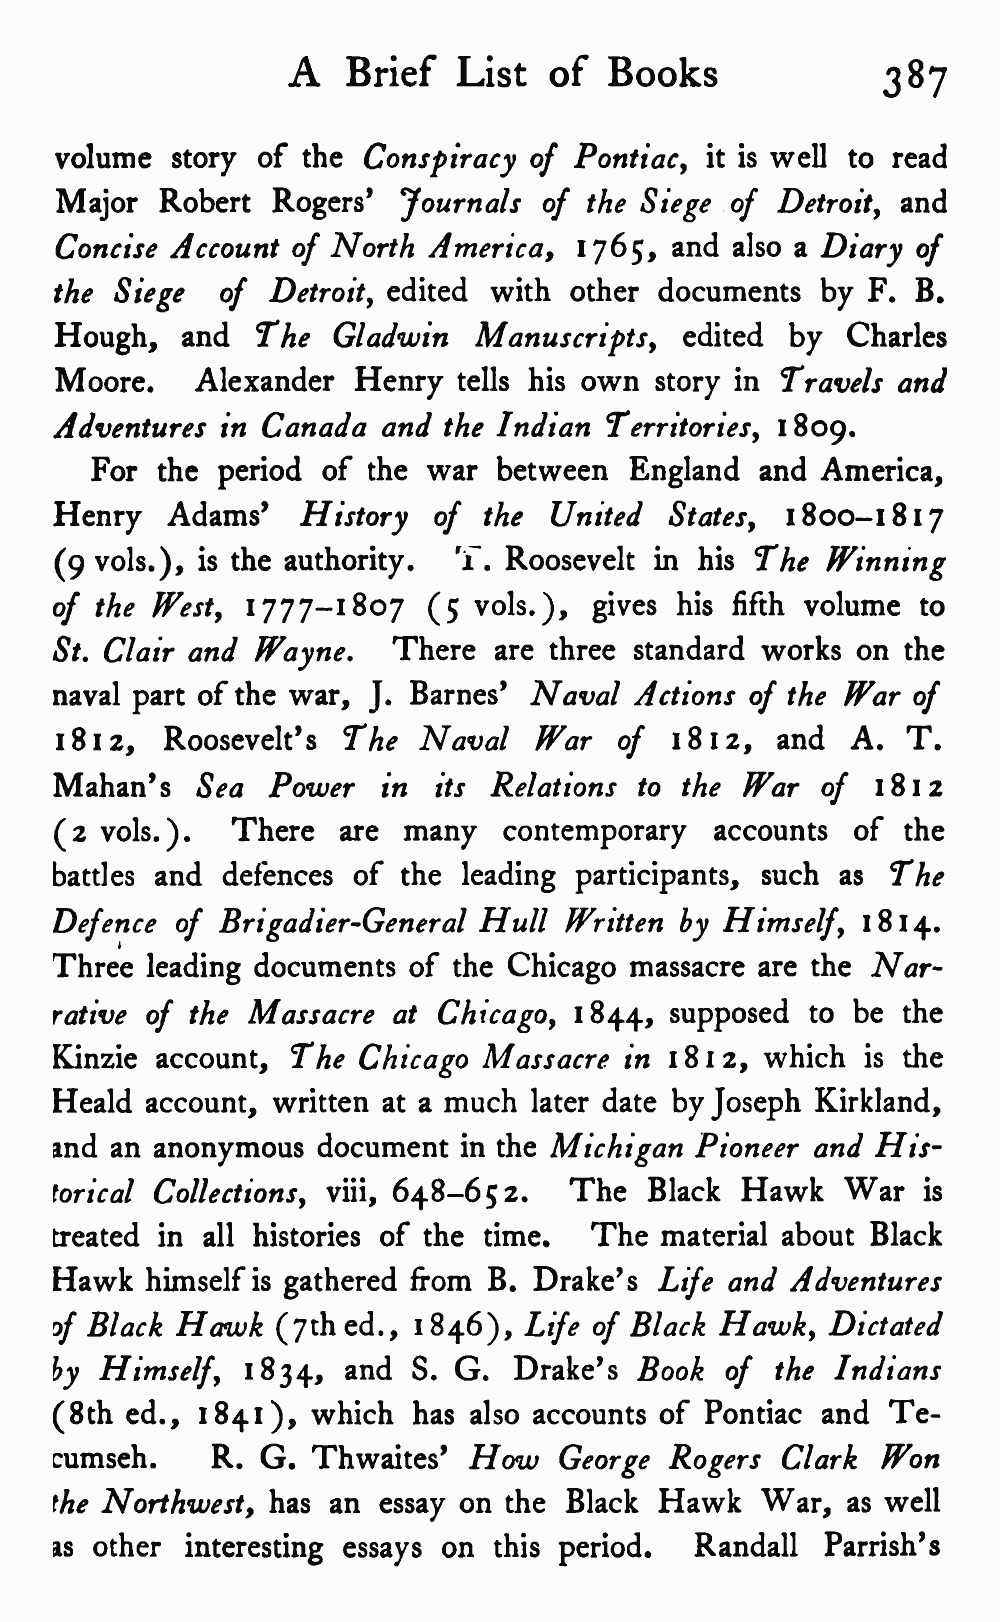 A Brief List of Books 387
volume story of the Conspiracy of Pontiac, it is well to read
Major Robert Rogers' Journals of the Siege of Detroit, and
Concise Account of North America, 1765, and also a Diary of
the Siege of Detroit, edited with other documents by F. B.
Hough, and The Gladwin Manuscripts, edited by Charles
Moore. Alexander Henry tells his own story in Travels and
Adventures in Canada and the Indian Territories, 1809.
For the period of the war between England and America,
Henry Adams' History of the United States, 1800–1817
(9 vols.), is the authority. T. Roosevelt in his The Winning
of the West, 1777–1807 (5 vols.), gives his fifth volume to
St. Clair and Wayne. There are three standard works on the
naval part of the war, J. Barnes' Naval Actions of the War of
1812, Roosevelt's The Naval War of 1812, and A. T.
Mahan's Sea Power in its Relations to the War of 1812
(2 vols.). There are many contemporary accounts of the
battles and defences of the leading participants, such as The
Defence of Brigadier-General Hull Written by Himself, 1814.
Three leading documents of the Chicago massacre are the Nar-
rative of the Massacre at Chicago, 1844, supposed to be the
Kinzie account, The Chicago Massacre in 1812, which is the
Heald account, written at a much later date by Joseph Kirkland,
and an anonymous document in the Michigan Pioneer and His-
torical Collections, viii, 648–652. The Black Hawk War is
treated in all histories of the time. The material about Black
Hawk himself is gathered from B. Drake's Life and Adventures
of Black Hawk (7th ed., 1846), Life of Black Hawk, Dictated
by Himself, 1834, and S. G. Drake's Book of the Indians
(8th ed., 1841), which has also accounts of Pontiac and Te-
cumseh. R. G. Thwaites' How George Rogers Clark Won
the Northwest, has an essay on the Black Hawk War, as well
as other interesting essays on this period. Randall Parrish's